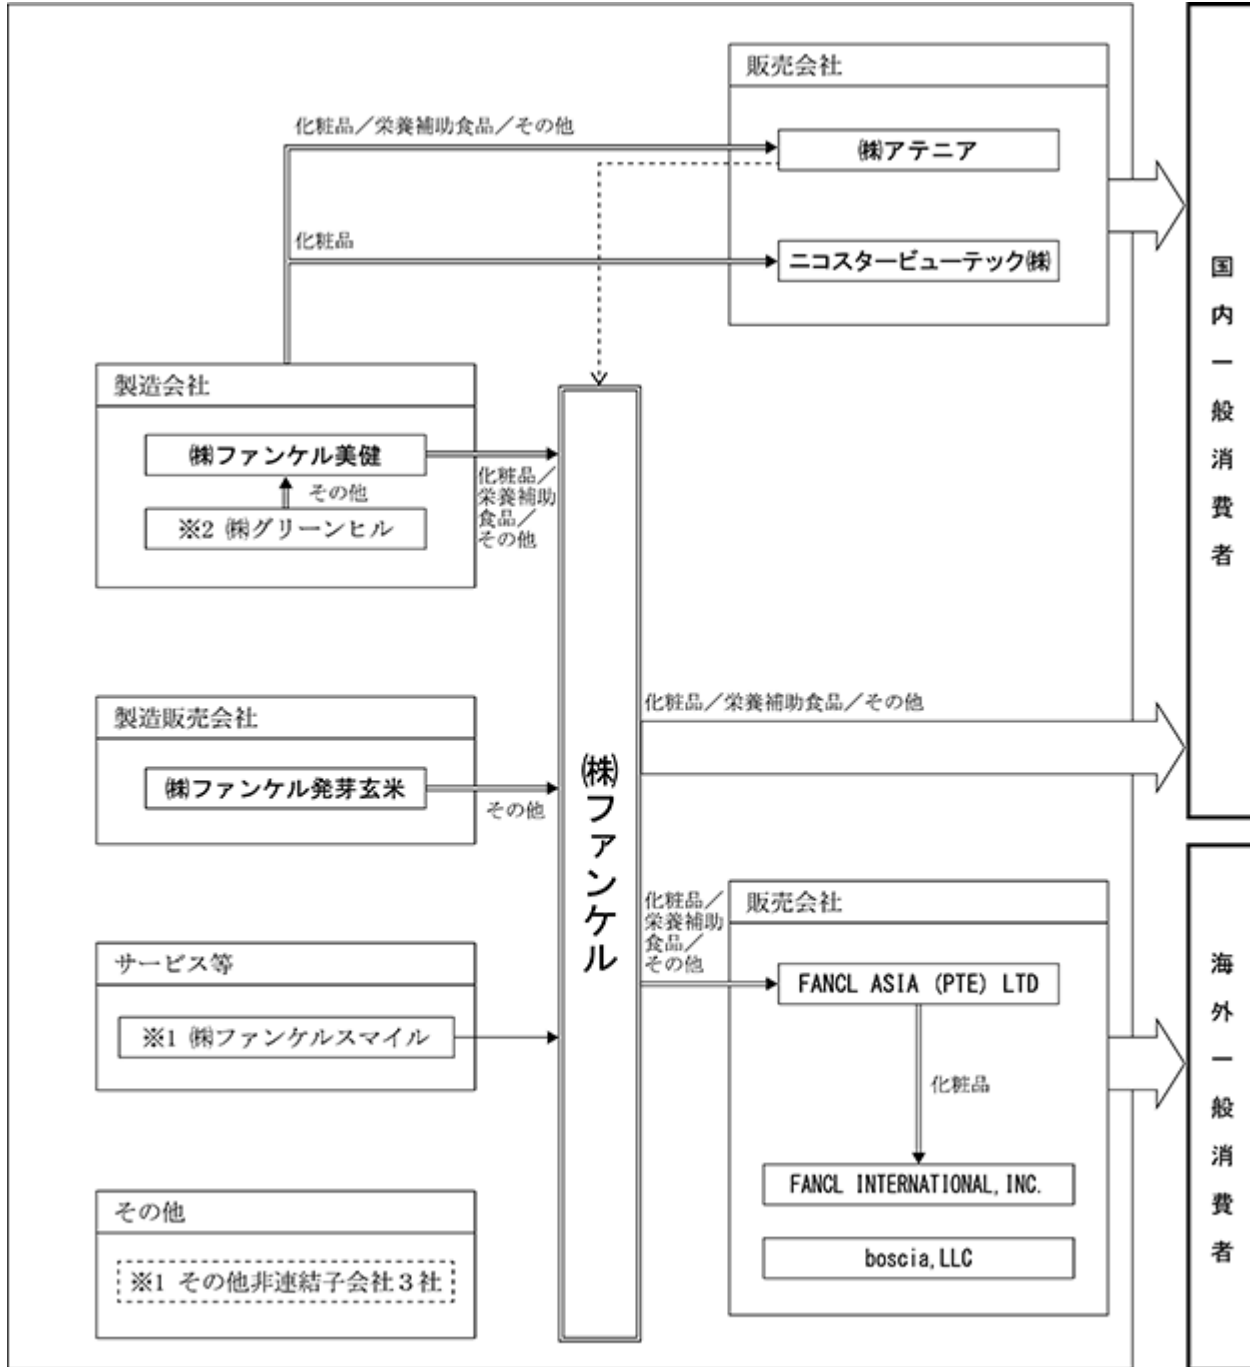 販売会社
化粧品／栄養補助食品／その他
㈱アテニア
化粧品
ニコスタービューテック㈱
国内一般消費者
製造会社
㈱ファンケル美健
その他
※2 ㈱グリーンヒル
化粧品／
栄養補助
食品／
その他
製造販売会社
㈱ファンケル発芽玄米
その他
㈱ファンケル
化粧品／栄養補助食品／その他
サービス等
※1 ㈱ファンケルスマイル
化粧品／
栄養補助
食品／
その他
販売会社
FANCL ASIA (PTE) LTD
化粧品
FANCL INTERNATIONAL,INC.
boscia,LLC
海外一般消費者
その他
※1 その他非連結子会社３社